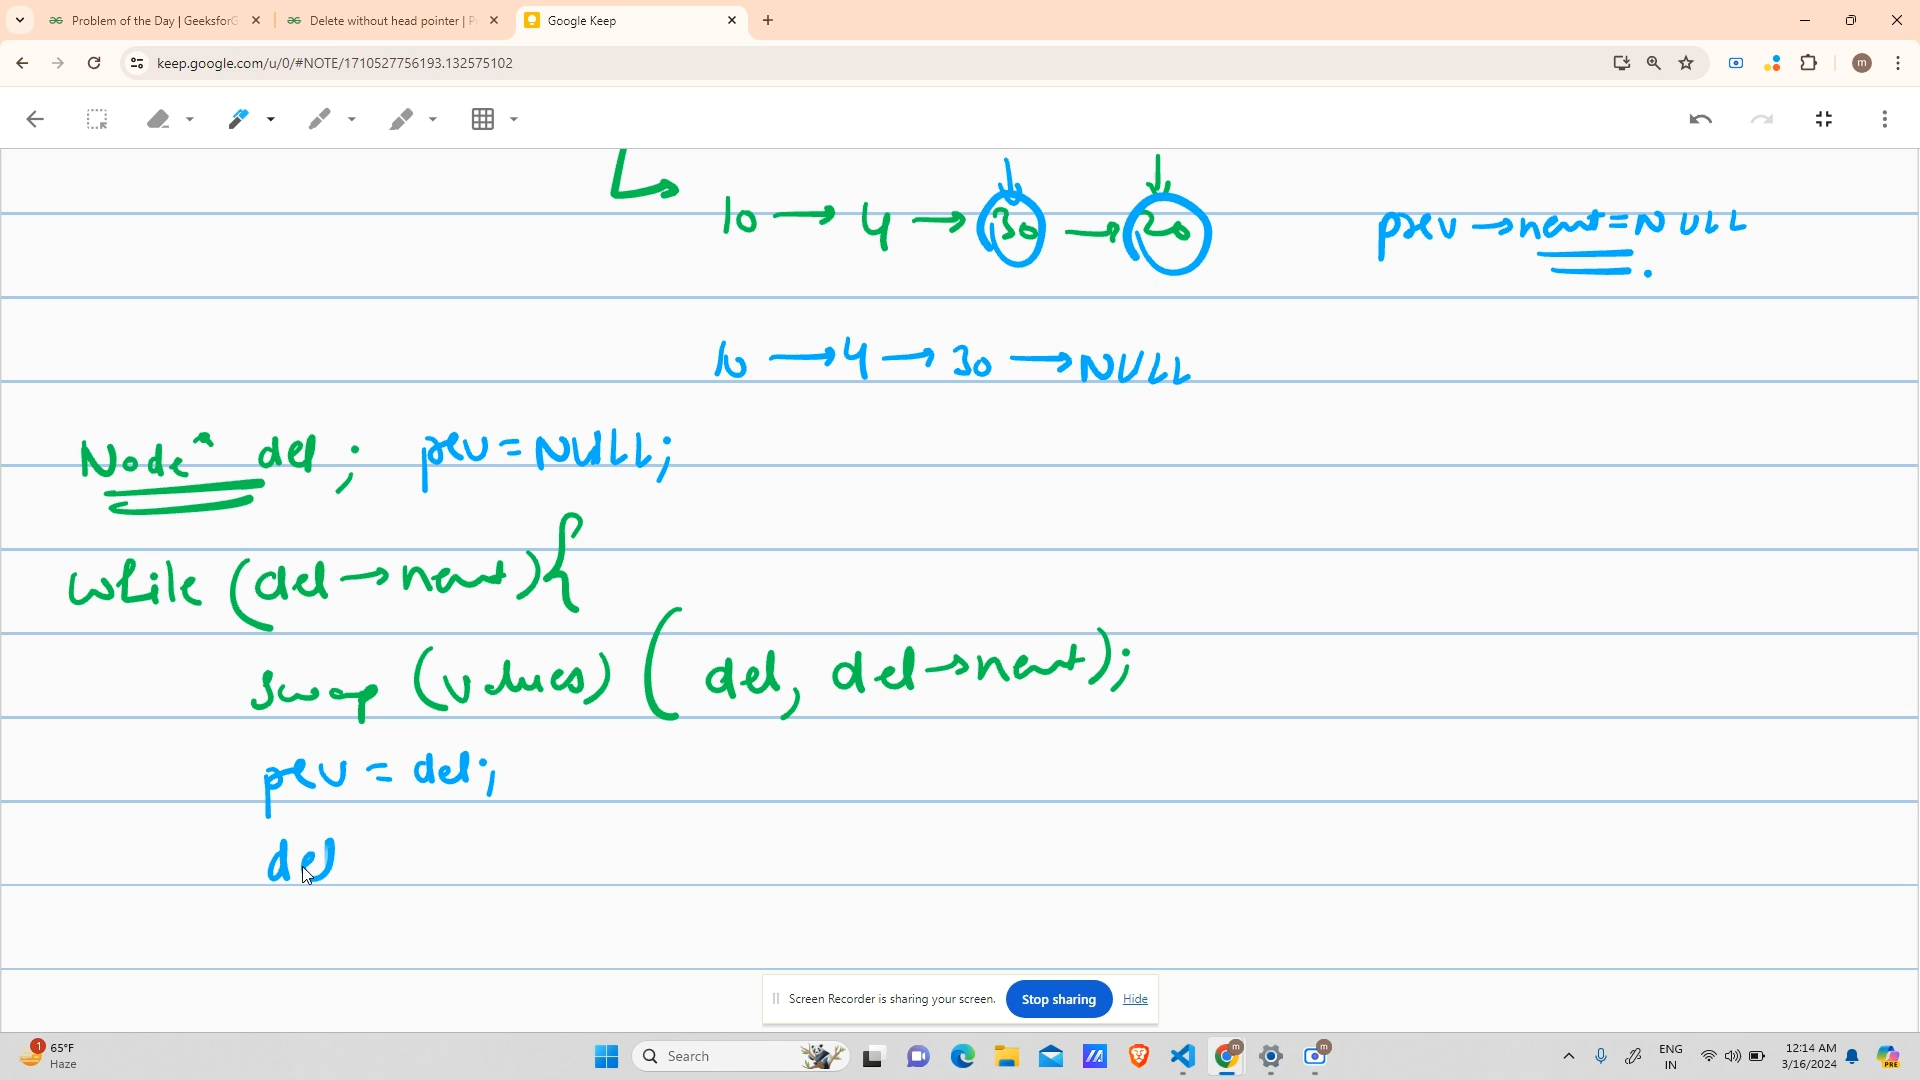 Problem of the Day | GeeksforG
Delete without head pointer | P
Google Keep
keep.google.com/u/0/#NOTE/1710527756193.132575102
m
10 → 4 → 30 → 20
prev → next = NULL
10 → 4 → 30 → NULL
Node* del ; prev = NULL;
while (del → next) {
swap (values) ( del, del → next);
prev = del;
del
Screen Recorder is sharing your screen.
Stop sharing
Hide
1
65°F
Haze
Search
m
m
ENG
IN
12:14 AM
3/16/2024
PRE